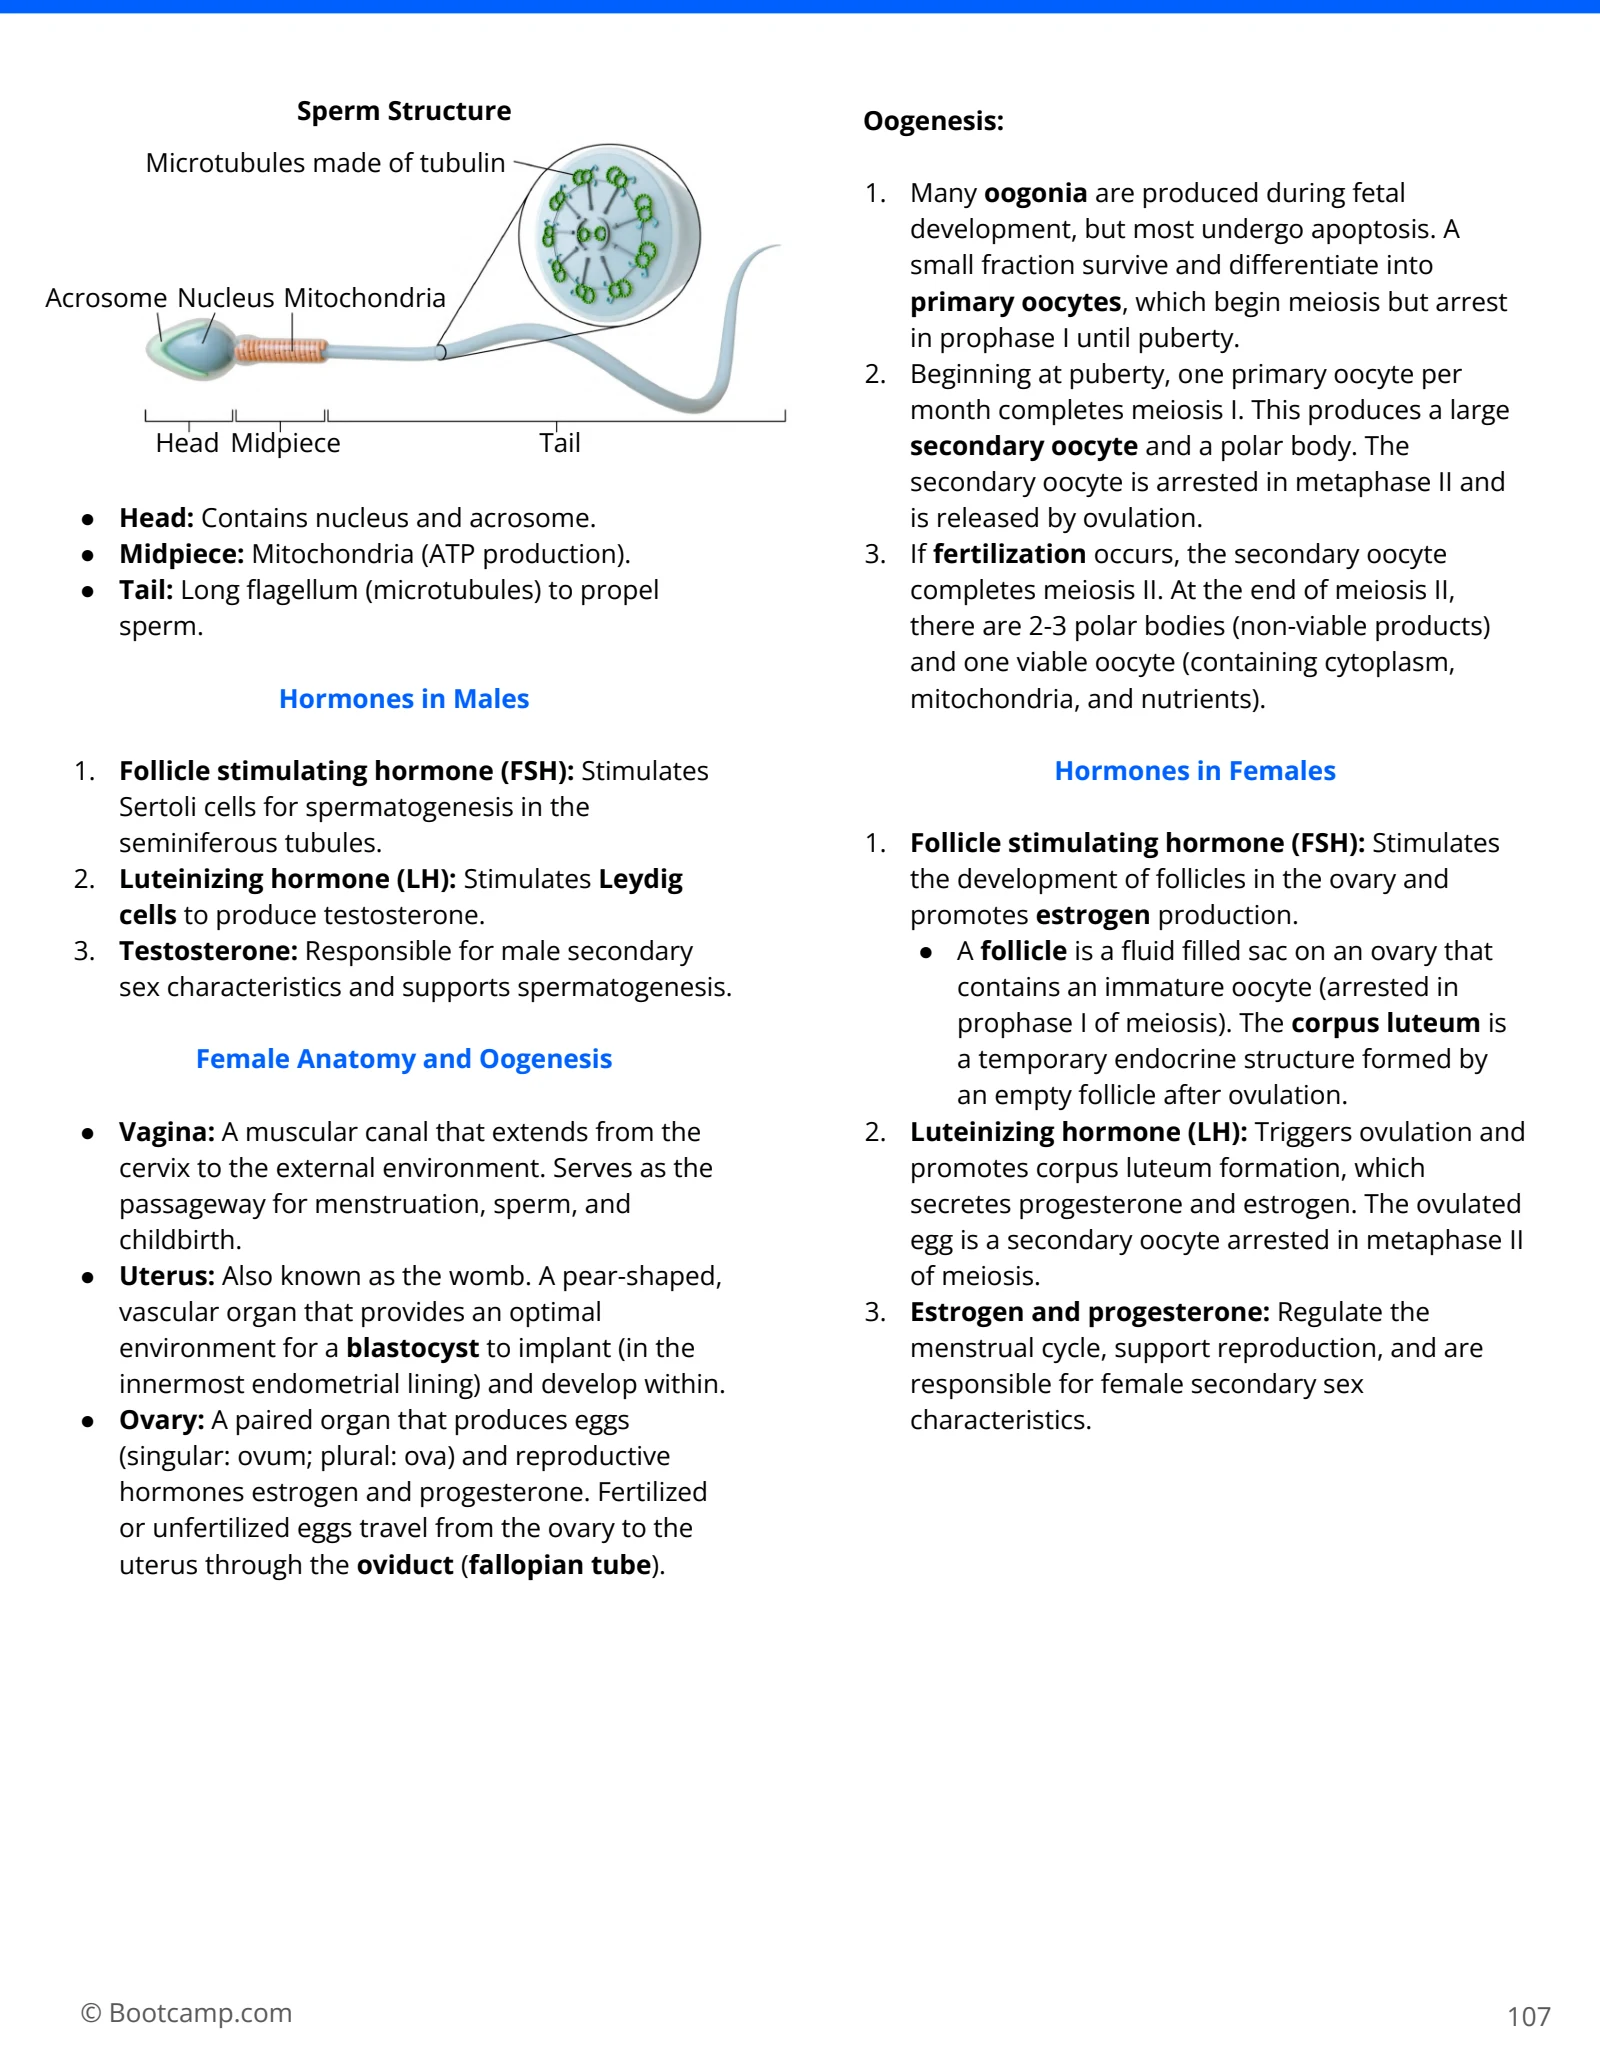 Sperm Structure
Microtubules made of tubulin
Acrosome Nucleus Mitochondria
Head Midpiece Tail
● Head: Contains nucleus and acrosome.
● Midpiece: Mitochondria (ATP production).
● Tail: Long flagellum (microtubules) to propel
sperm.
Hormones in Males
1. Follicle stimulating hormone (FSH): Stimulates
Sertoli cells for spermatogenesis in the
seminiferous tubules.
2. Luteinizing hormone (LH): Stimulates Leydig
cells to produce testosterone.
3. Testosterone: Responsible for male secondary
sex characteristics and supports spermatogenesis.
Female Anatomy and Oogenesis
● Vagina: A muscular canal that extends from the
cervix to the external environment. Serves as the
passageway for menstruation, sperm, and
childbirth.
● Uterus: Also known as the womb. A pear-shaped,
vascular organ that provides an optimal
environment for a blastocyst to implant (in the
innermost endometrial lining) and develop within.
● Ovary: A paired organ that produces eggs
(singular: ovum; plural: ova) and reproductive
hormones estrogen and progesterone. Fertilized
or unfertilized eggs travel from the ovary to the
uterus through the oviduct (fallopian tube).
Oogenesis:
1. Many oogonia are produced during fetal
development, but most undergo apoptosis. A
small fraction survive and differentiate into
primary oocytes, which begin meiosis but arrest
in prophase I until puberty.
2. Beginning at puberty, one primary oocyte per
month completes meiosis I. This produces a large
secondary oocyte and a polar body. The
secondary oocyte is arrested in metaphase II and
is released by ovulation.
3. If fertilization occurs, the secondary oocyte
completes meiosis II. At the end of meiosis II,
there are 2-3 polar bodies (non-viable products)
and one viable oocyte (containing cytoplasm,
mitochondria, and nutrients).
Hormones in Females
1. Follicle stimulating hormone (FSH): Stimulates
the development of follicles in the ovary and
promotes estrogen production.
● A follicle is a fluid filled sac on an ovary that
contains an immature oocyte (arrested in
prophase I of meiosis). The corpus luteum is
a temporary endocrine structure formed by
an empty follicle after ovulation.
2. Luteinizing hormone (LH): Triggers ovulation and
promotes corpus luteum formation, which
secretes progesterone and estrogen. The ovulated
egg is a secondary oocyte arrested in metaphase II
of meiosis.
3. Estrogen and progesterone: Regulate the
menstrual cycle, support reproduction, and are
responsible for female secondary sex
characteristics.
© Bootcamp.com
107